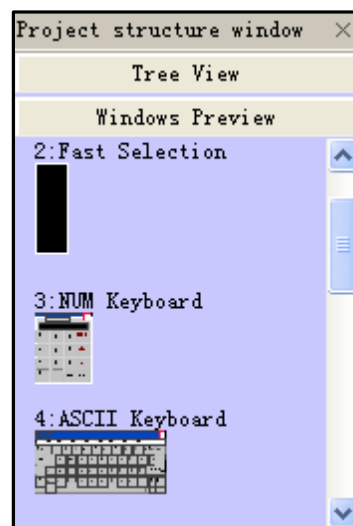 Project structure window
Tree View
Windows Preview
2:Fast Selection
3:NUM Keyboard
4:ASCII Keyboard